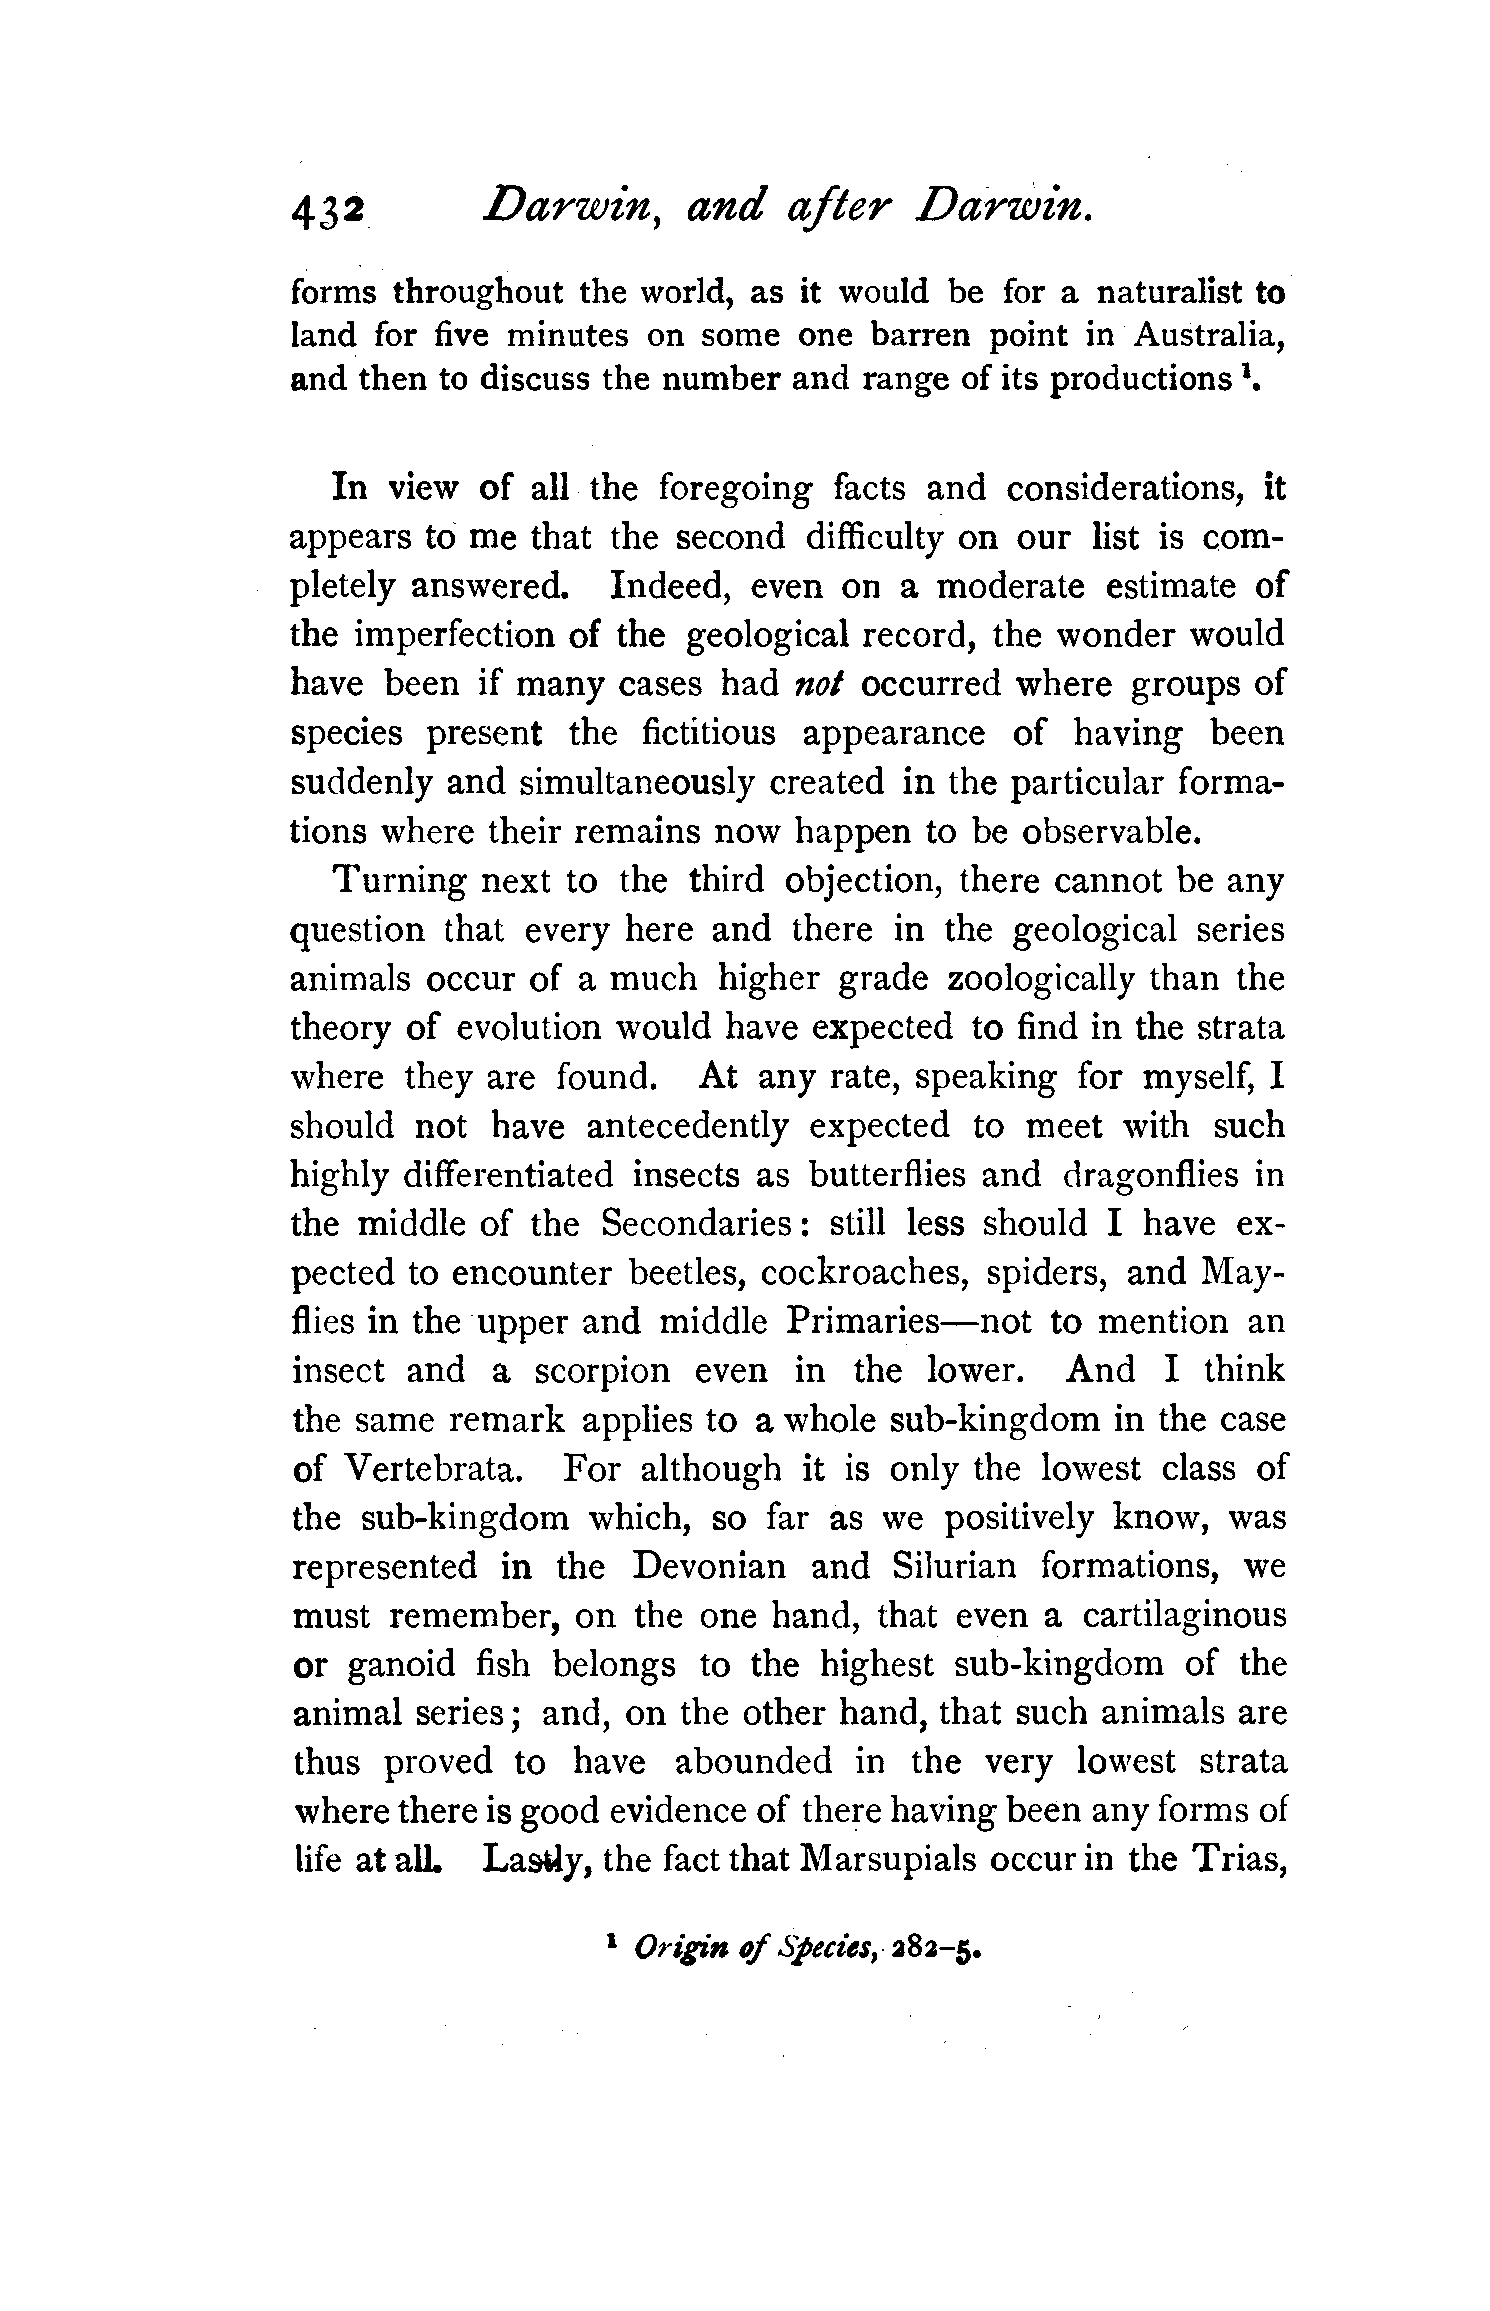 432 Darwin, and after Darwin.
forms throughout the world, as it would be for a naturalist to
land for five minutes on some one barren point in Australia,
and then to discuss the number and range of its productions ¹.
In view of all the foregoing facts and considerations, it
appears to me that the second difficulty on our list is com-
pletely answered. Indeed, even on a moderate estimate of
the imperfection of the geological record, the wonder would
have been if many cases had not occurred where groups of
species present the fictitious appearance of having been
suddenly and simultaneously created in the particular forma-
tions where their remains now happen to be observable.
Turning next to the third objection, there cannot be any
question that every here and there in the geological series
animals occur of a much higher grade zoologically than the
theory of evolution would have expected to find in the strata
where they are found. At any rate, speaking for myself, I
should not have antecedently expected to meet with such
highly differentiated insects as butterflies and dragonflies in
the middle of the Secondaries: still less should I have ex-
pected to encounter beetles, cockroaches, spiders, and May-
flies in the upper and middle Primaries—not to mention an
insect and a scorpion even in the lower. And I think
the same remark applies to a whole sub-kingdom in the case
of Vertebrata. For although it is only the lowest class of
the sub-kingdom which, so far as we positively know, was
represented in the Devonian and Silurian formations, we
must remember, on the one hand, that even a cartilaginous
or ganoid fish belongs to the highest sub-kingdom of the
animal series; and, on the other hand, that such animals are
thus proved to have abounded in the very lowest strata
where there is good evidence of there having been any forms of
life at all. Lastly, the fact that Marsupials occur in the Trias,
¹ Origin of Species, 282–5.